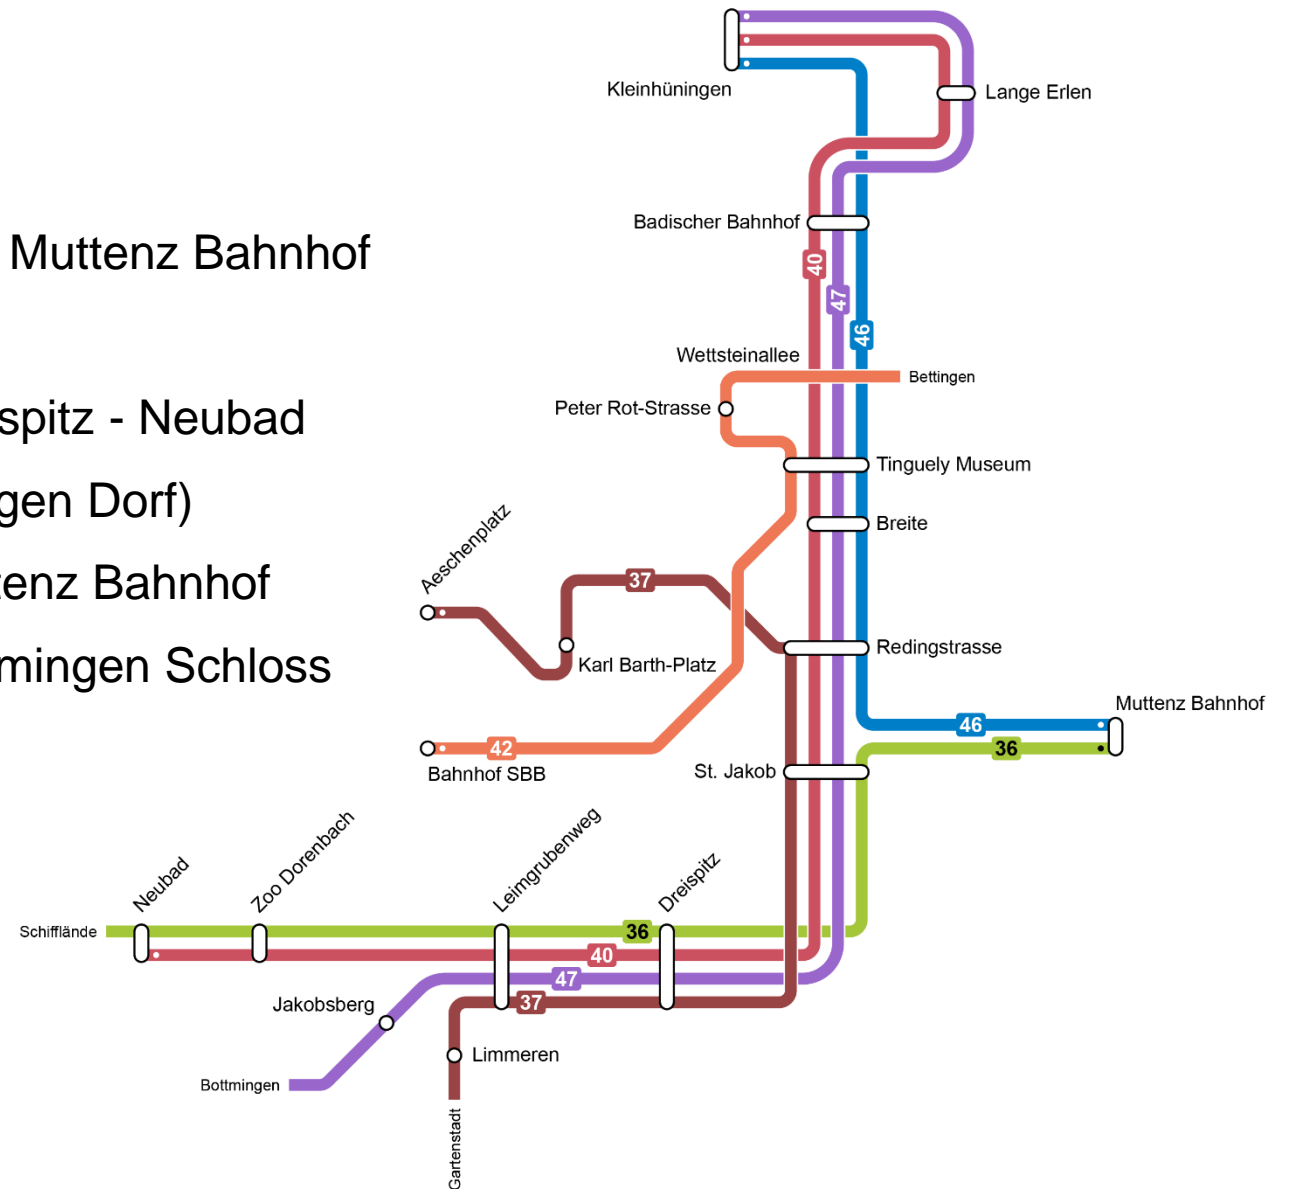 Muttenz Bahnhof
spitz - Neubad
gen Dorf)
tenz Bahnhof
mingen Schloss
Kleinhüningen
Lange Erlen
Badischer Bahnhof
40
47
46
Wettsteinallee
Bettingen
Peter Rot-Strasse
Tinguely Museum
Breite
Aeschenplatz
37
Karl Barth-Platz
Redingstrasse
Muttenz Bahnhof
46
36
42
Bahnhof SBB
St. Jakob
Neubad
Zoo Dorenbach
Leimgrubenweg
Dreispitz
Schifflände
36
40
47
37
Jakobsberg
Limmeren
Bottmingen
Gartenstadt